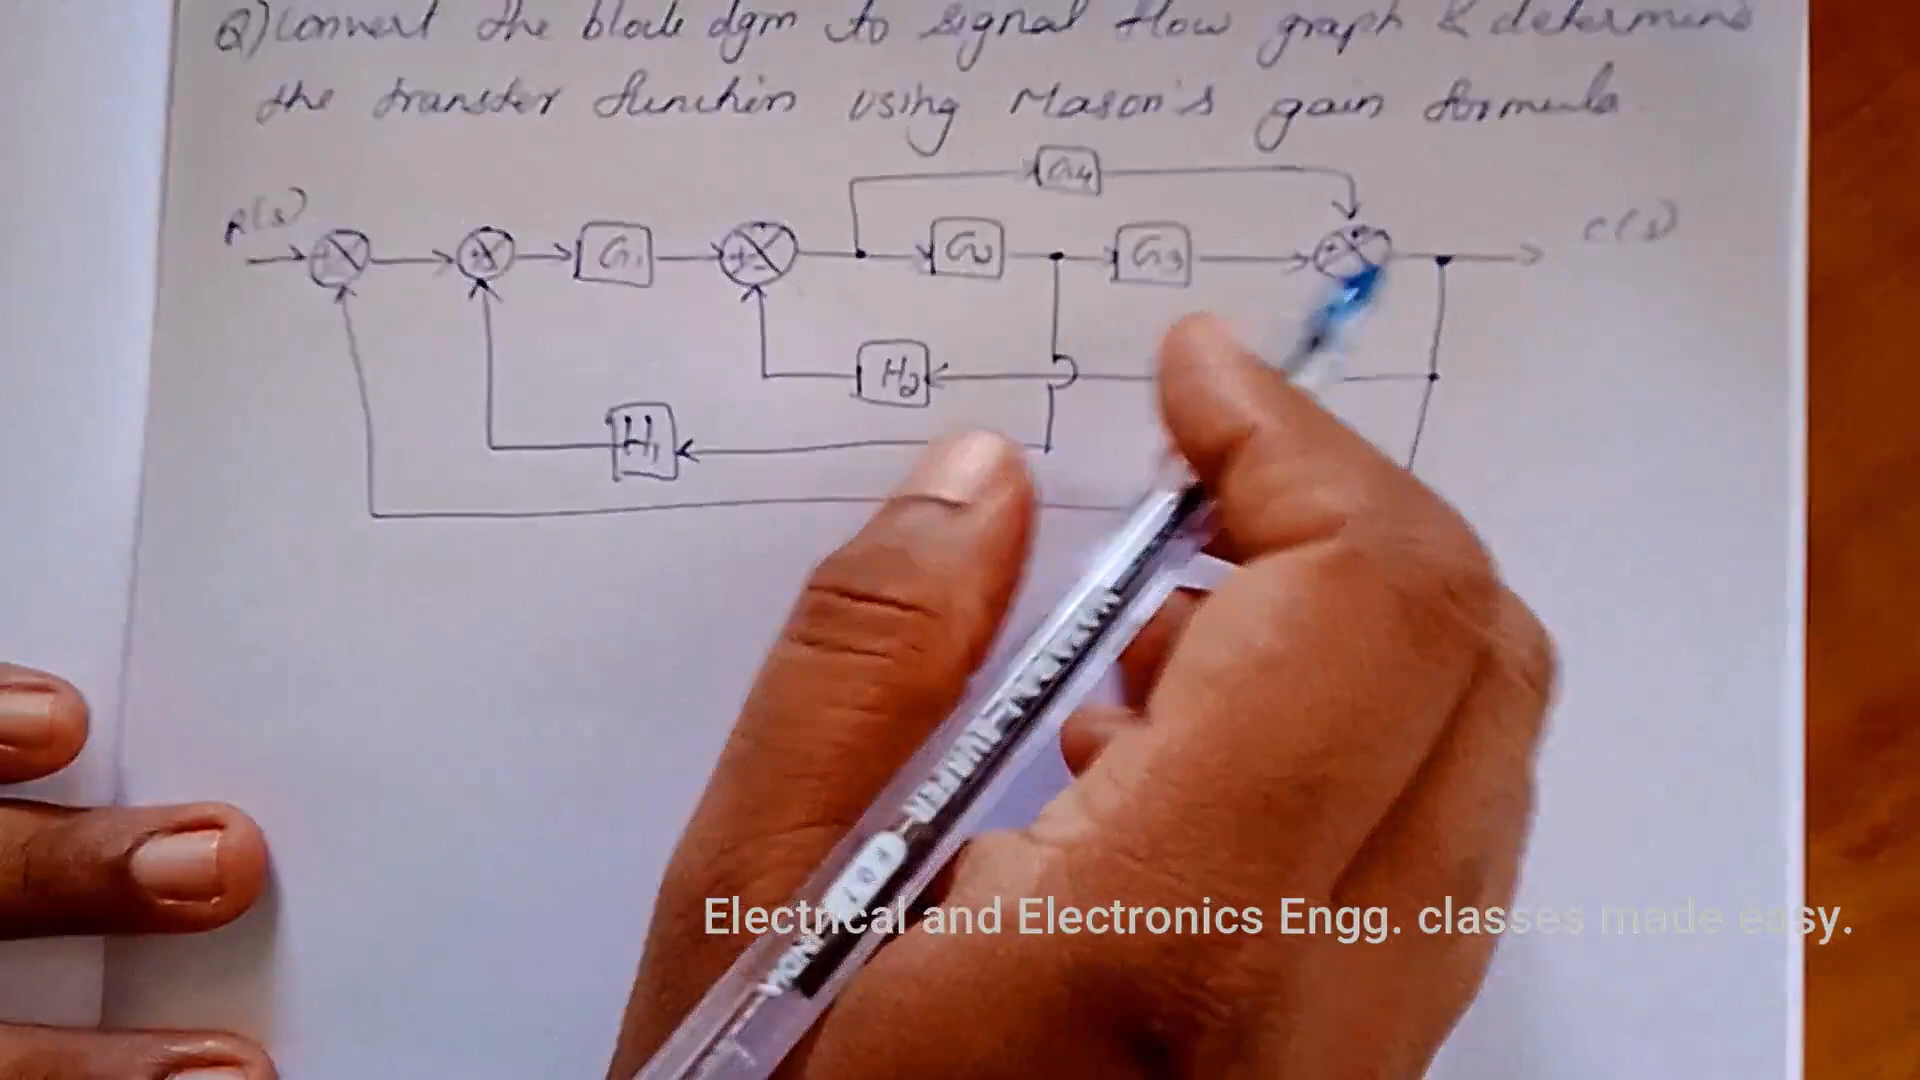 Q) Convert the block dgm to signal flow graph & determine
the transfer function using Mason's gain formula
G4
R(s) G1 G2 G3 C(s)
H2
H1
Electrical and Electronics Engg. classes made easy.